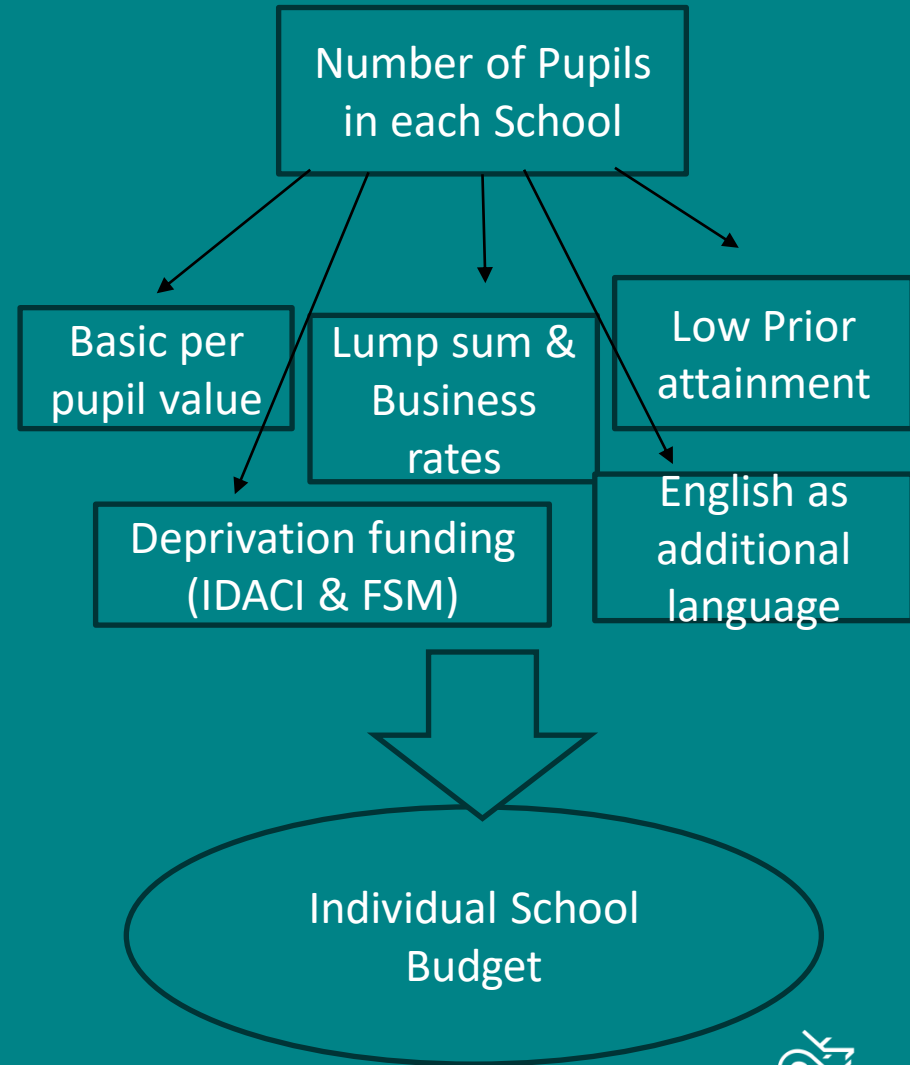 Number of Pupils
in each School
Basic per
pupil value
Lump sum &
Business
rates
Low Prior
attainment
Deprivation funding
(IDACI & FSM)
English as
additional
language
Individual School
Budget